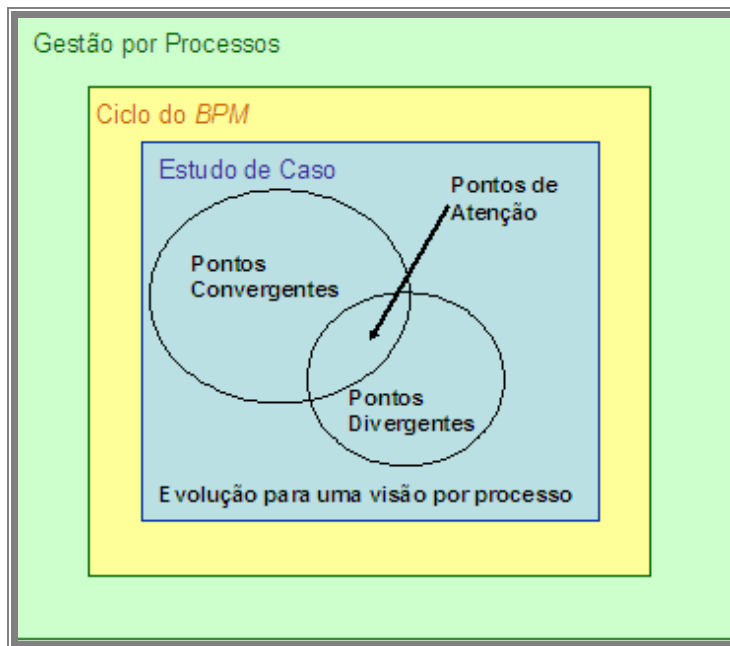 Gestão por Processos
Ciclo do BPM
Estudo de Caso
Pontos de
Atenção
Pontos
Convergentes
Pontos
Divergentes
Evolução para uma visão por processo